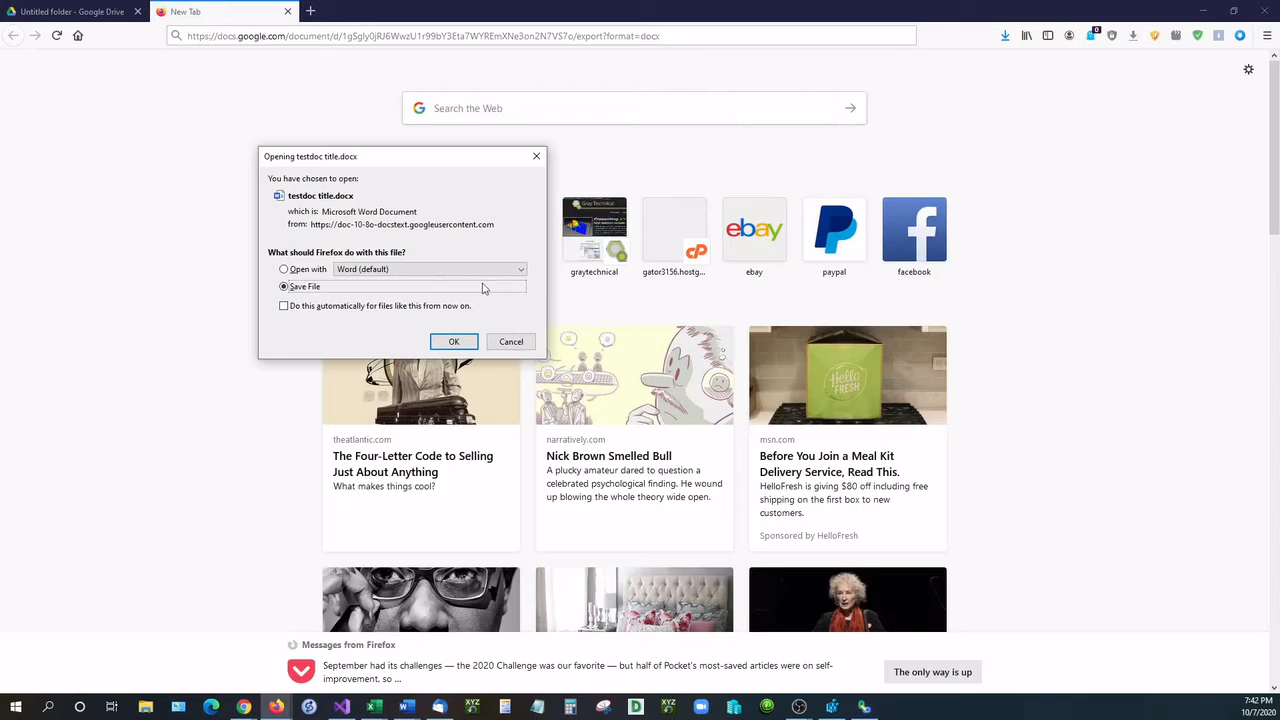 Untitled folder - Google Drive
New Tab
https://docs.google.com/document/d/1gSgly0jRJ6WwzU1r99bY3Eta7WYREmXNe3on2N7VS7o/export?format=docx
0
Search the Web
Opening testdoc title.docx
You have chosen to open:
testdoc title.docx
which is: Microsoft Word Document
from: https://doc-10-8o-docstext.googleusercontent.com
What should Firefox do with this file?
Open with
Word (default)
Save File
Do this automatically for files like this from now on.
OK
Cancel
Gray Technical
ebay
cP
graytechnical
gator3156.hostg...
ebay
paypal
facebook
HELLO FRESH
theatlantic.com
The Four-Letter Code to Selling
Just About Anything
What makes things cool?
narratively.com
Nick Brown Smelled Bull
A plucky amateur dared to question a
celebrated psychological finding. He wound
up blowing the whole theory wide open.
msn.com
Before You Join a Meal Kit
Delivery Service, Read This.
HelloFresh is giving $80 off including free
shipping on the first box to new
customers.
Sponsored by HelloFresh
Messages from Firefox
September had its challenges — the 2020 Challenge was our favorite — but half of Pocket's most-saved articles were on self-
improvement, so ...
The only way is up
7:42 PM
10/7/2020